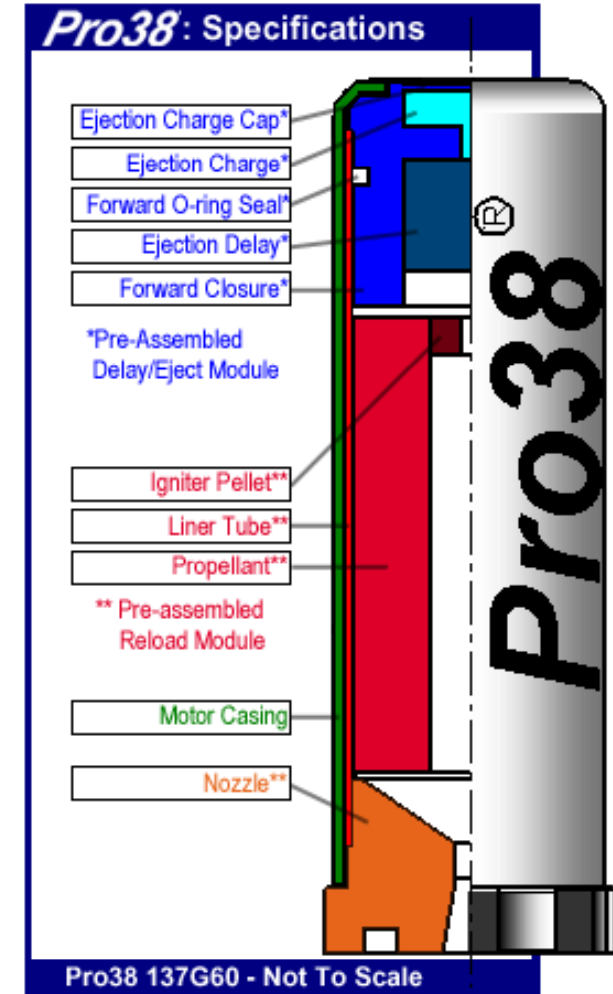 Pro38®: Specifications
Ejection Charge Cap*
Ejection Charge*
Forward O-ring Seal*
Ejection Delay*
Forward Closure*
*Pre-Assembled
Delay/Eject Module
Igniter Pellet**
Liner Tube**
Propellant**
** Pre-assembled
Reload Module
Motor Casing
Nozzle**
Pro38®
Pro38 137G60 - Not To Scale